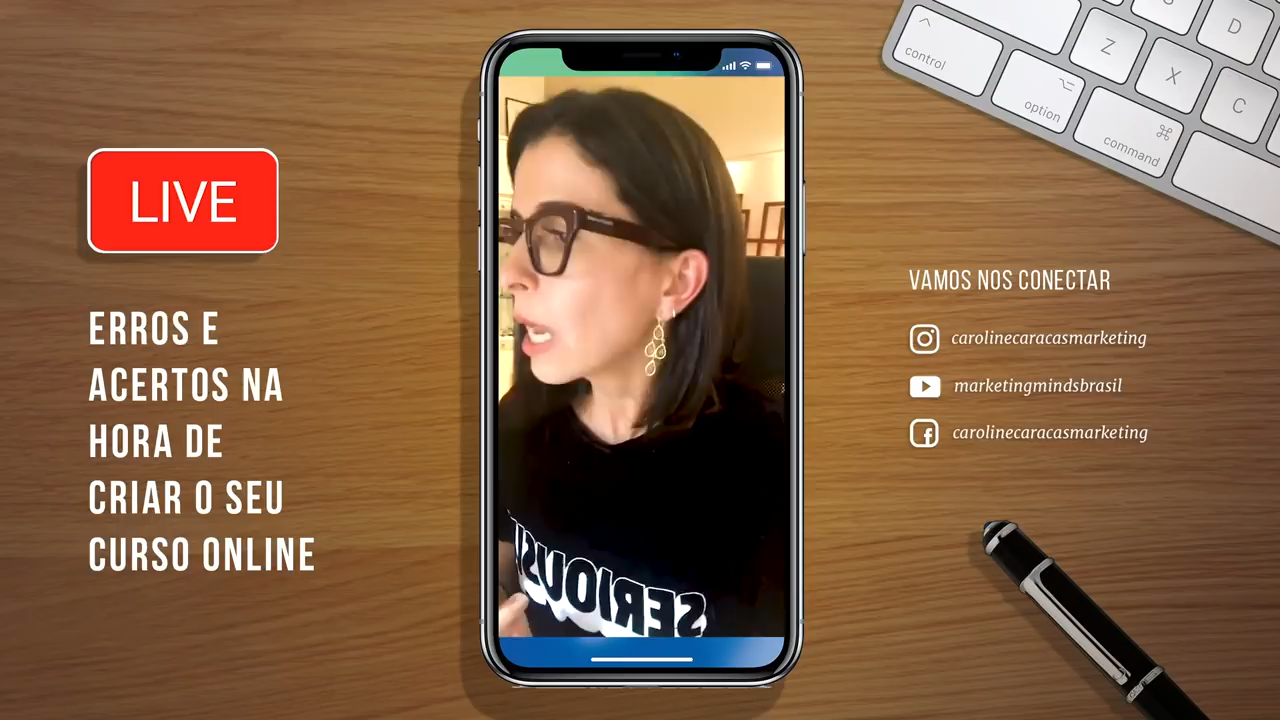 LIVE
ERROS E
ACERTOS NA
HORA DE
CRIAR O SEU
CURSO ONLINE
SERIOUS
VAMOS NOS CONECTAR
carolinecaracasmarketing
marketingmindsbrasil
carolinecaracasmarketing
S
D
Z
X
C
control
option
command